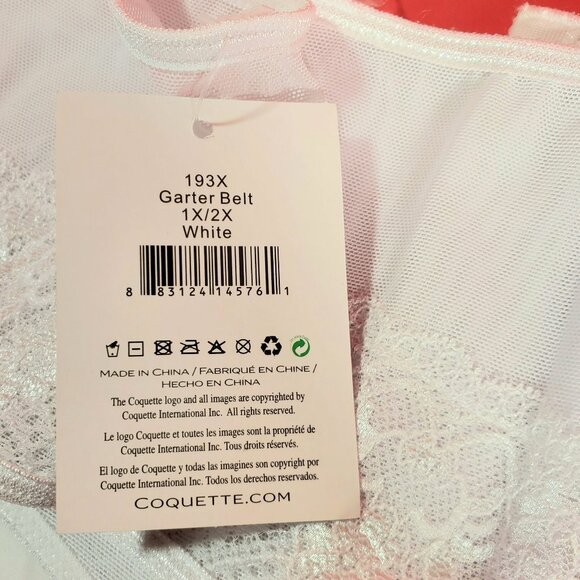 193X
Garter Belt
1X/2X
White
8 83124 14576 1
MADE IN CHINA / FABRIQUÉ EN CHINE /
HECHO EN CHINA
The Coquette logo and all images are copyrighted by
Coquette International Inc. All rights reserved.
Le logo Coquette et toutes les images sont la propriété de
Coquette International Inc. Tous droits réservés.
El logo de Coquette y todas las imagines son copyright por
Coquette International Inc. Todos los derechos reservados.
COQUETTE.COM